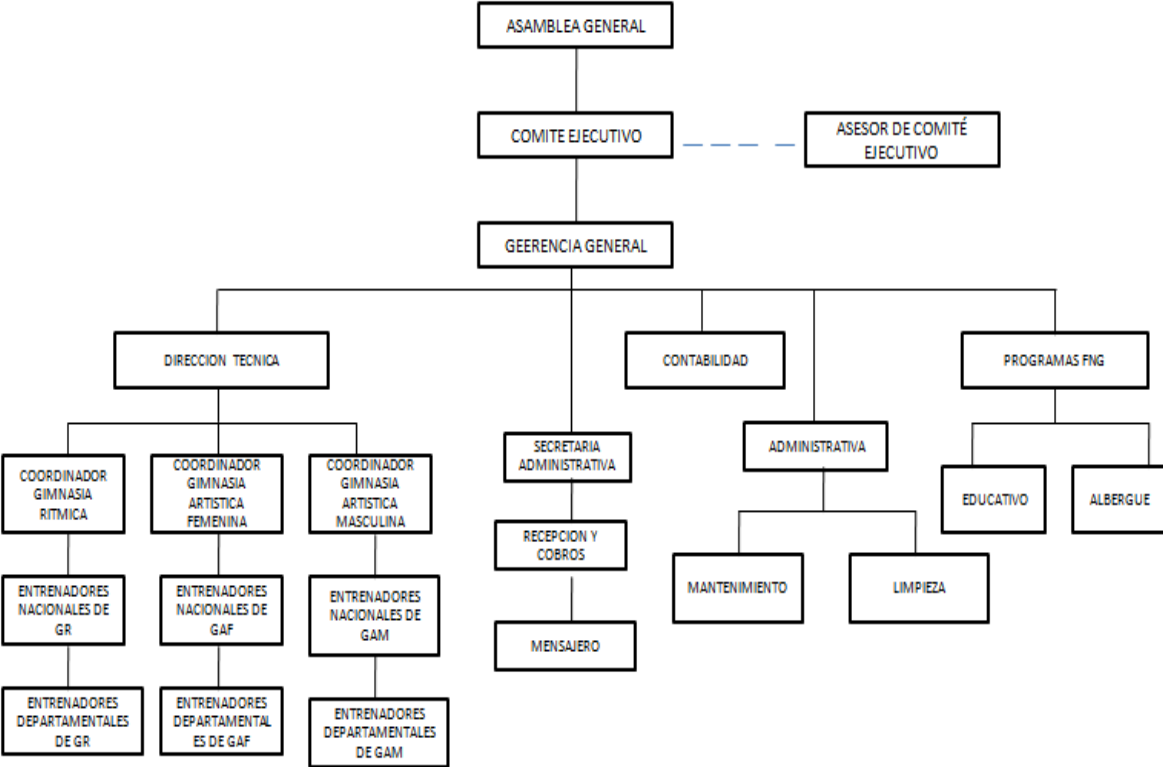 ASAMBLEA GENERAL
COMITE EJECUTIVO
ASESOR DE COMITÉ
EJECUTIVO
GEERENCIA GENERAL
DIRECCION TECNICA
CONTABILIDAD
PROGRAMAS FNG
SECRETARIA
ADMINISTRATIVA
ADMINISTRATIVA
COORDINADOR
GIMNASIA
RITMICA
COORDINADOR
GIMNASIA
ARTISTICA
FEMENINA
COORDINADOR
GIMNASIA
ARTISTICA
MASCULINA
EDUCATIVO
ALBERGUE
RECEPCION Y
COBROS
ENTRENADORES
NACIONALES DE
GR
ENTRENADORES
NACIONALES DE
GAF
ENTRENADORES
NACIONALES DE
GAM
MANTENIMIENTO
LIMPIEZA
MENSAJERO
ENTRENADORES
DEPARTAMENTALES
DE GR
ENTRENADORES
DEPARTAMENTAL
ES DE GAF
ENTRENADORES
DEPARTAMENTALES
DE GAM